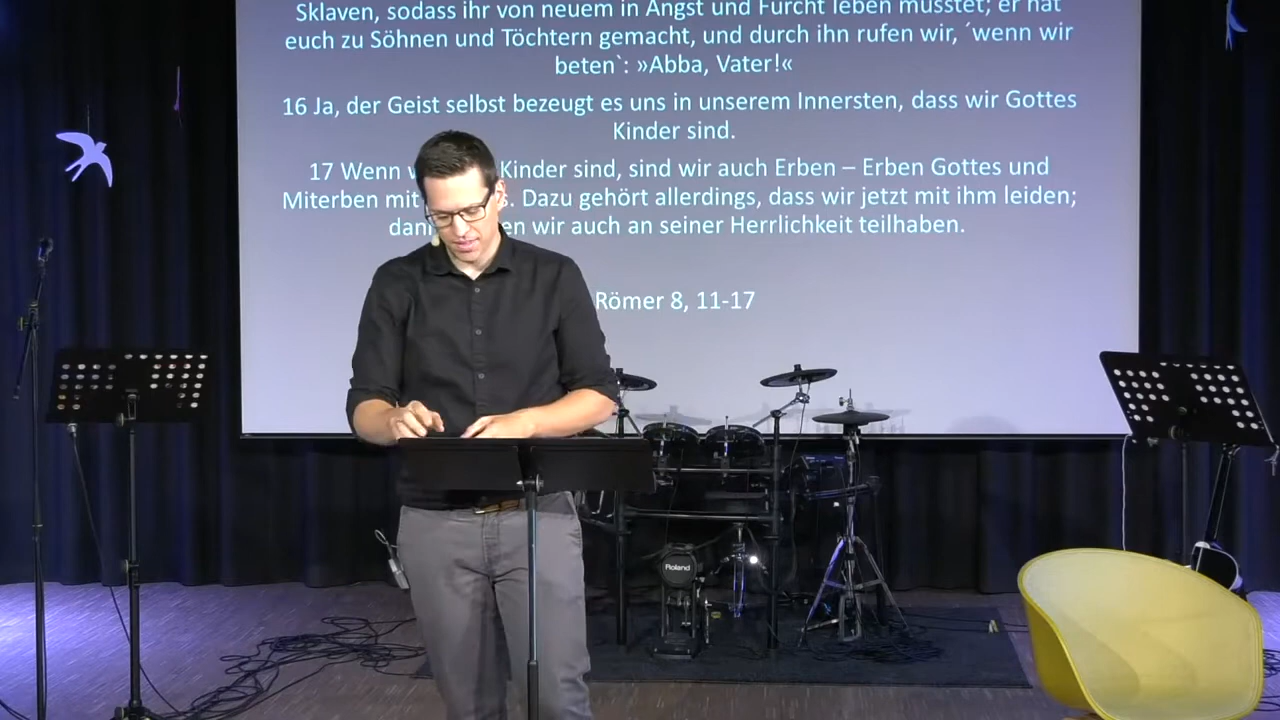 Sklaven, sodass ihr von neuem in Angst und Furcht leben müsstet; er hat
euch zu Söhnen und Töchtern gemacht, und durch ihn rufen wir, ´wenn wir
beten`: »Abba, Vater!«
16 Ja, der Geist selbst bezeugt es uns in unserem Innersten, dass wir Gottes
Kinder sind.
17 Wenn Kinder sind, sind wir auch Erben – Erben Gottes und
Miterben mit Dazu gehört allerdings, dass wir jetzt mit ihm leiden;
wir auch an seiner Herrlichkeit teilhaben.
Römer 8, 11-17
Roland